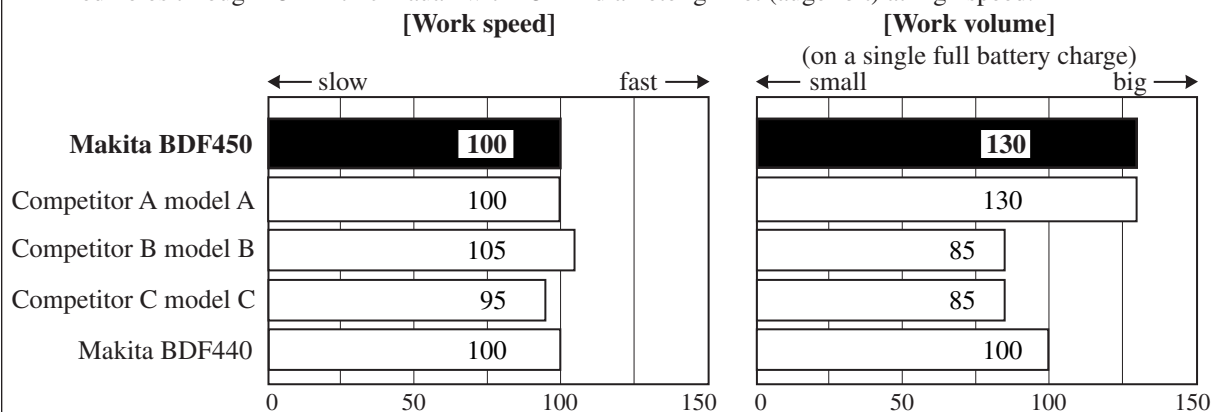 [Work speed]
[Work volume]
(on a single full battery charge)
slow fast
small big
Makita BDF450 100 130
Competitor A model A 100 130
Competitor B model B 105 85
Competitor C model C 95 85
Makita BDF440 100 100
0 50 100 150
0 50 100 150